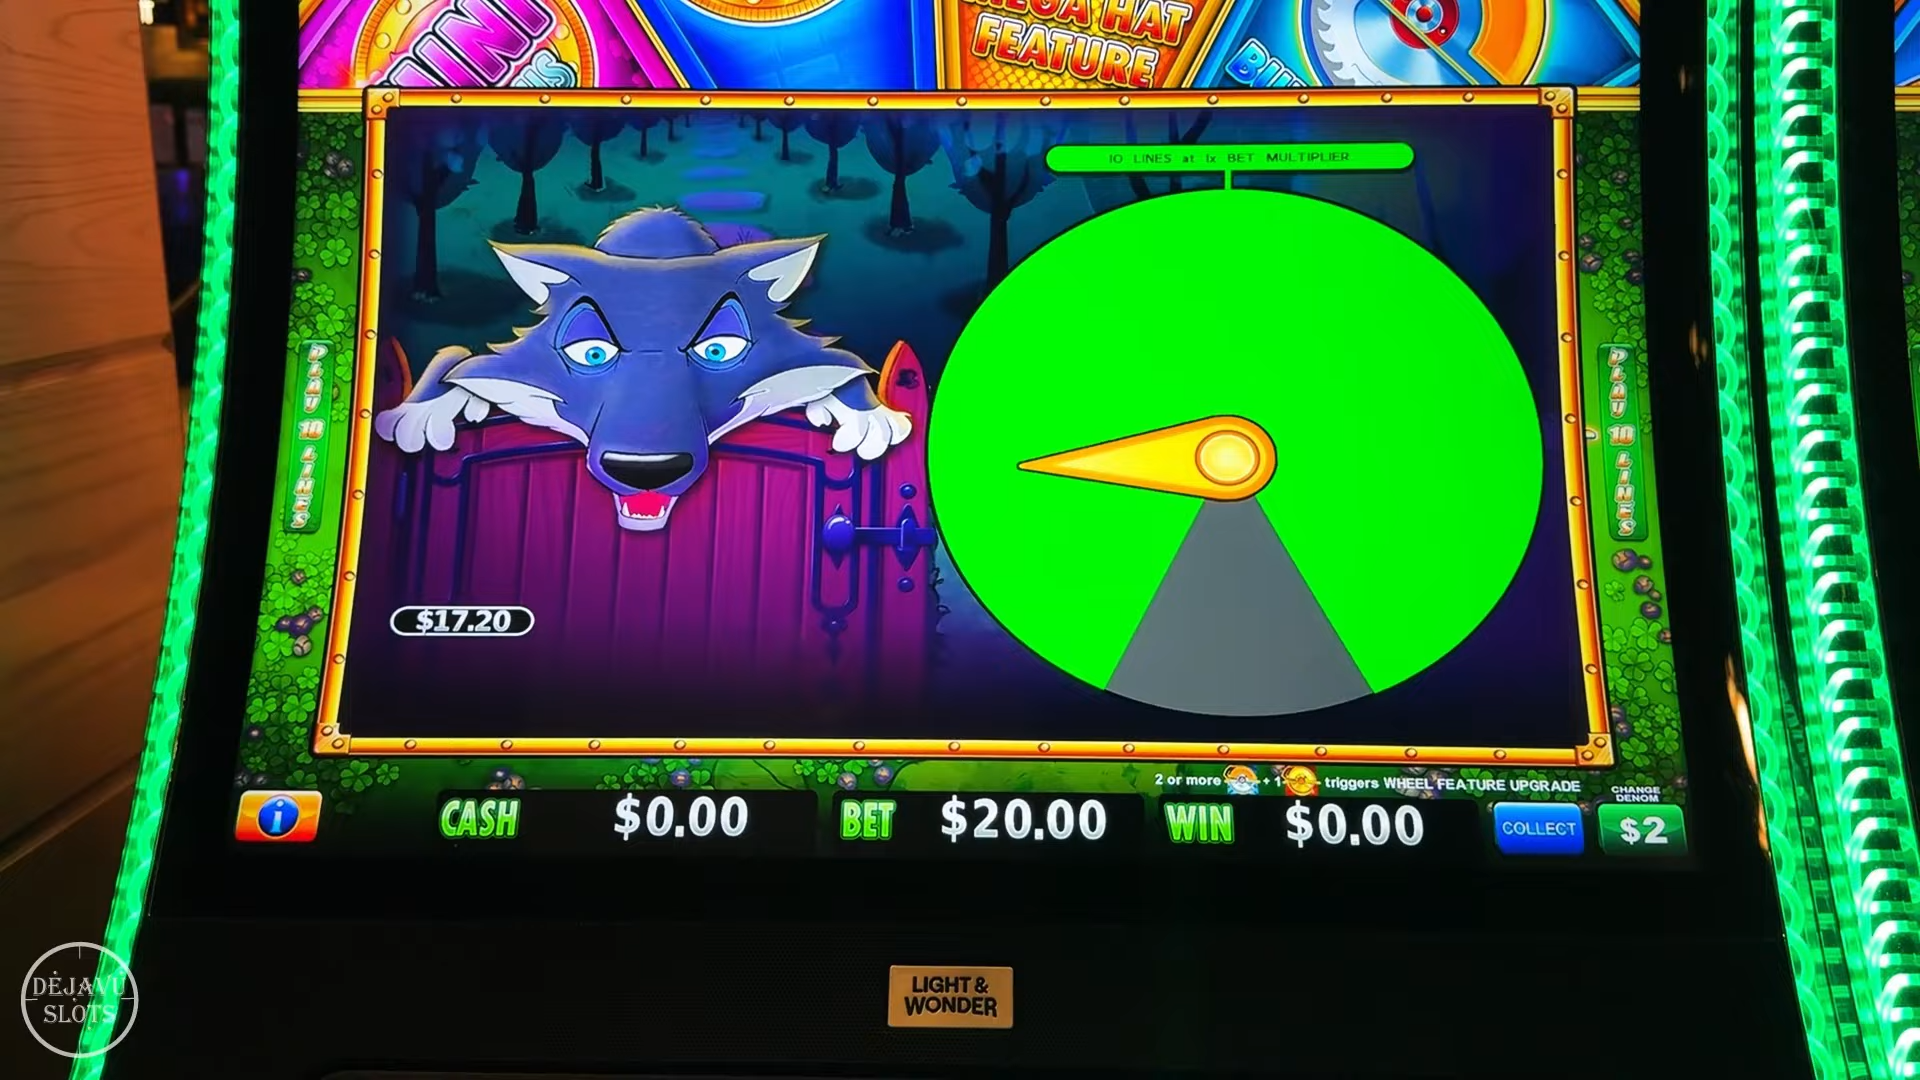 MINI
MEGA HAT
FEATURE
10 LINES at 1x BET MULTIPLIER
PLAY 10 LINES
PLAY 10 LINES
$17.20
2 or more + 1 triggers WHEEL FEATURE UPGRADE
CHANGE
DENOM
CASH $0.00 BET $20.00 WIN $0.00 COLLECT $2
LIGHT &
WONDER
DEJAVU
SLOTS